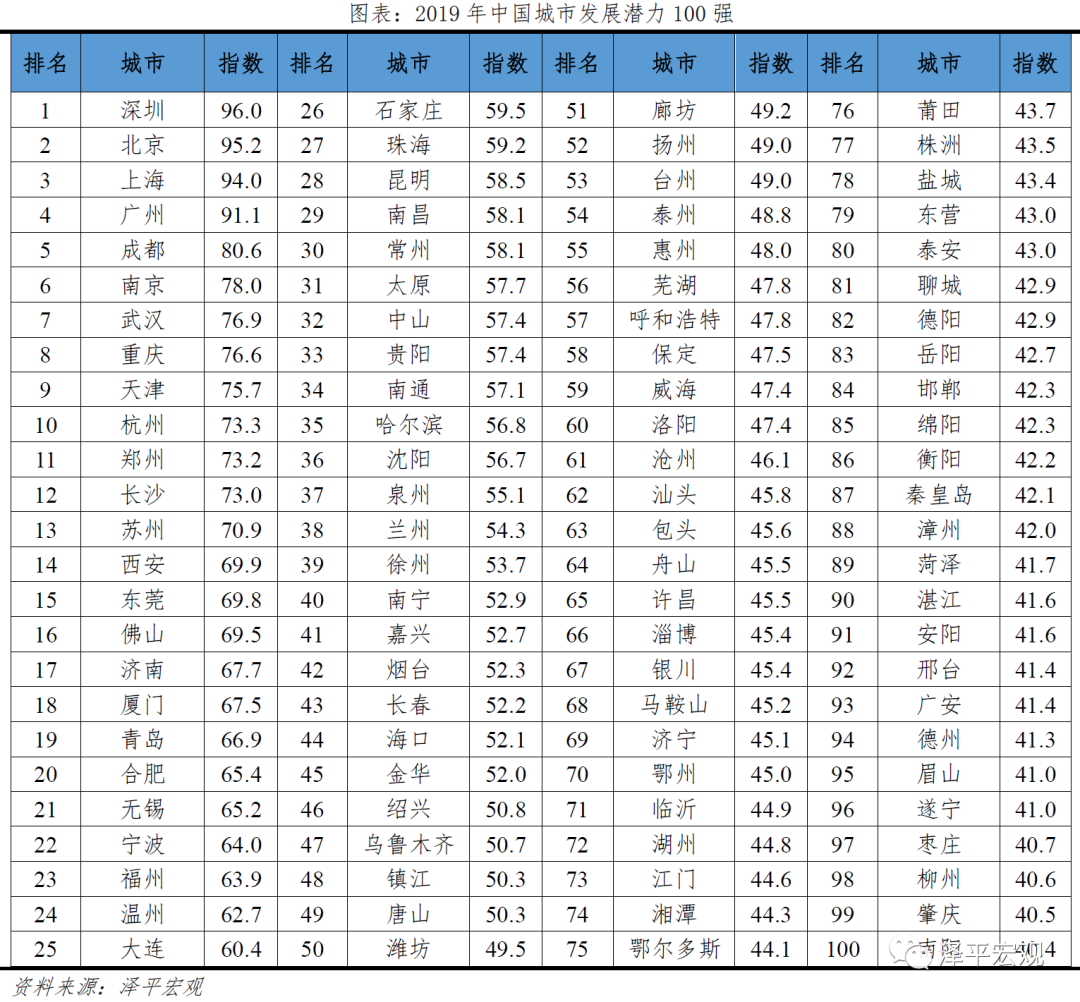 图表：2019 年中国城市发展潜力 100 强
排名 城市 指数 排名 城市 指数 排名 城市 指数 排名 城市 指数
1 深圳 96.0 26 石家庄 59.5 51 廊坊 49.2 76 莆田 43.7
2 北京 95.2 27 珠海 59.2 52 扬州 49.0 77 株洲 43.5
3 上海 94.0 28 昆明 58.5 53 台州 49.0 78 盐城 43.4
4 广州 91.1 29 南昌 58.1 54 泰州 48.8 79 东营 43.0
5 成都 80.6 30 常州 58.1 55 惠州 48.0 80 泰安 43.0
6 南京 78.0 31 太原 57.7 56 芜湖 47.8 81 聊城 42.9
7 武汉 76.9 32 中山 57.4 57 呼和浩特 47.8 82 德阳 42.9
8 重庆 76.6 33 贵阳 57.4 58 保定 47.5 83 岳阳 42.7
9 天津 75.7 34 南通 57.1 59 威海 47.4 84 邯郸 42.3
10 杭州 73.3 35 哈尔滨 56.8 60 洛阳 47.4 85 绵阳 42.3
11 郑州 73.2 36 沈阳 56.7 61 沧州 46.1 86 衡阳 42.2
12 长沙 73.0 37 泉州 55.1 62 汕头 45.8 87 秦皇岛 42.1
13 苏州 70.9 38 兰州 54.3 63 包头 45.6 88 漳州 42.0
14 西安 69.9 39 徐州 53.7 64 舟山 45.5 89 菏泽 41.7
15 东莞 69.8 40 南宁 52.9 65 许昌 45.5 90 湛江 41.6
16 佛山 69.5 41 嘉兴 52.7 66 淄博 45.4 91 安阳 41.6
17 济南 67.7 42 烟台 52.3 67 银川 45.4 92 邢台 41.4
18 厦门 67.5 43 长春 52.2 68 马鞍山 45.2 93 广安 41.4
19 青岛 66.9 44 海口 52.1 69 济宁 45.1 94 德州 41.3
20 合肥 65.4 45 金华 52.0 70 鄂州 45.0 95 眉山 41.0
21 无锡 65.2 46 绍兴 50.8 71 临沂 44.9 96 遂宁 41.0
22 宁波 64.0 47 乌鲁木齐 50.7 72 湖州 44.8 97 枣庄 40.7
23 福州 63.9 48 镇江 50.3 73 江门 44.6 98 柳州 40.6
24 温州 62.7 49 唐山 50.3 74 湘潭 44.3 99 肇庆 40.5
25 大连 60.4 50 潍坊 49.5 75 鄂尔多斯 44.1 100
泽平宏观
资料来源：泽平宏观